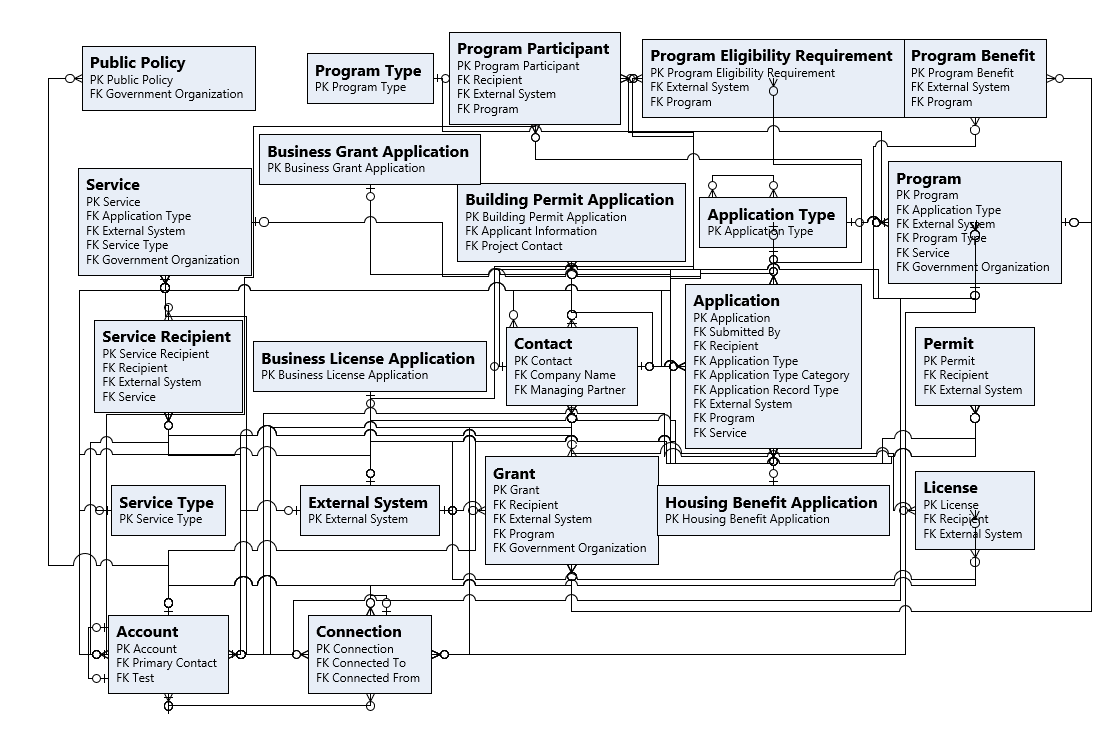 Public Policy
PK Public Policy
FK Government Organization
Program Type
PK Program Type
Program Participant
PK Program Participant
FK Recipient
FK External System
FK Program
Program Eligibility Requirement
PK Program Eligibility Requirement
FK External System
FK Program
Program Benefit
PK Program Benefit
FK External System
FK Program
Business Grant Application
PK Business Grant Application
Service
PK Service
FK Application Type
FK External System
FK Service Type
FK Government Organization
Building Permit Application
PK Building Permit Application
FK Applicant Information
FK Project Contact
Application Type
PK Application Type
Program
PK Program
FK Application Type
FK External System
FK Program Type
FK Service
FK Government Organization
Service Recipient
PK Service Recipient
FK Recipient
FK External System
FK Service
Business License Application
PK Business License Application
Contact
PK Contact
FK Company Name
FK Managing Partner
Application
PK Application
FK Submitted By
FK Recipient
FK Application Type
FK Application Type Category
FK Application Record Type
FK External System
FK Program
FK Service
Permit
PK Permit
FK Recipient
FK External System
Service Type
PK Service Type
External System
PK External System
Grant
PK Grant
FK Recipient
FK External System
FK Program
FK Government Organization
Housing Benefit Application
PK Housing Benefit Application
License
PK License
FK Recipient
FK External System
Account
PK Account
FK Primary Contact
FK Test
Connection
PK Connection
FK Connected To
FK Connected From